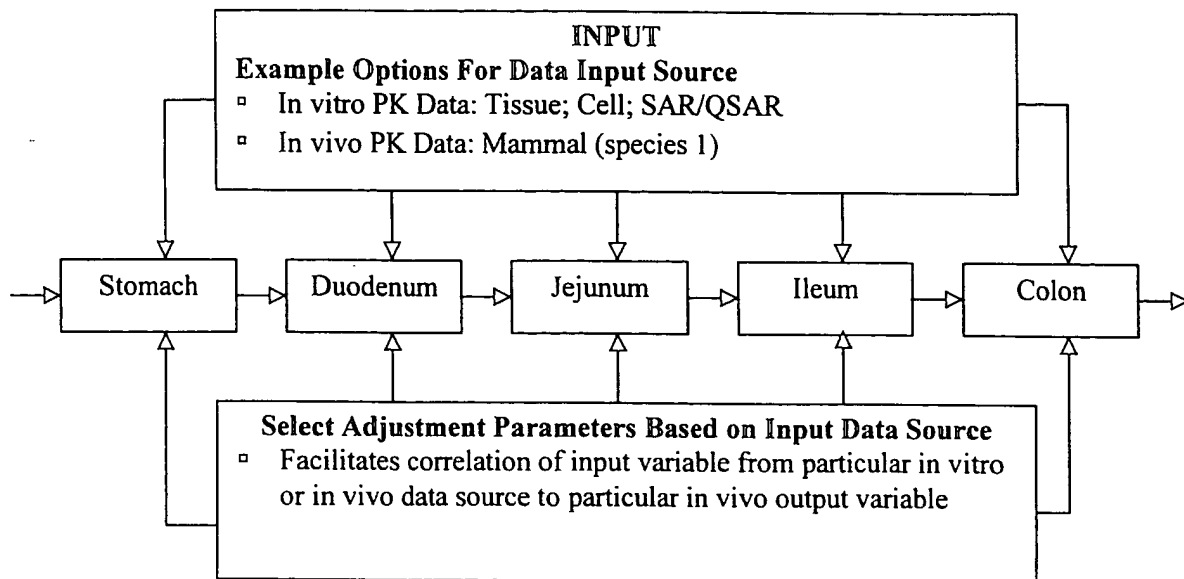 INPUT
Example Options For Data Input Source
▫ In vitro PK Data: Tissue; Cell; SAR/QSAR
▫ In vivo PK Data: Mammal (species 1)
Stomach
Duodenum
Jejunum
Ileum
Colon
Select Adjustment Parameters Based on Input Data Source
▫ Facilitates correlation of input variable from particular in vitro
or in vivo data source to particular in vivo output variable